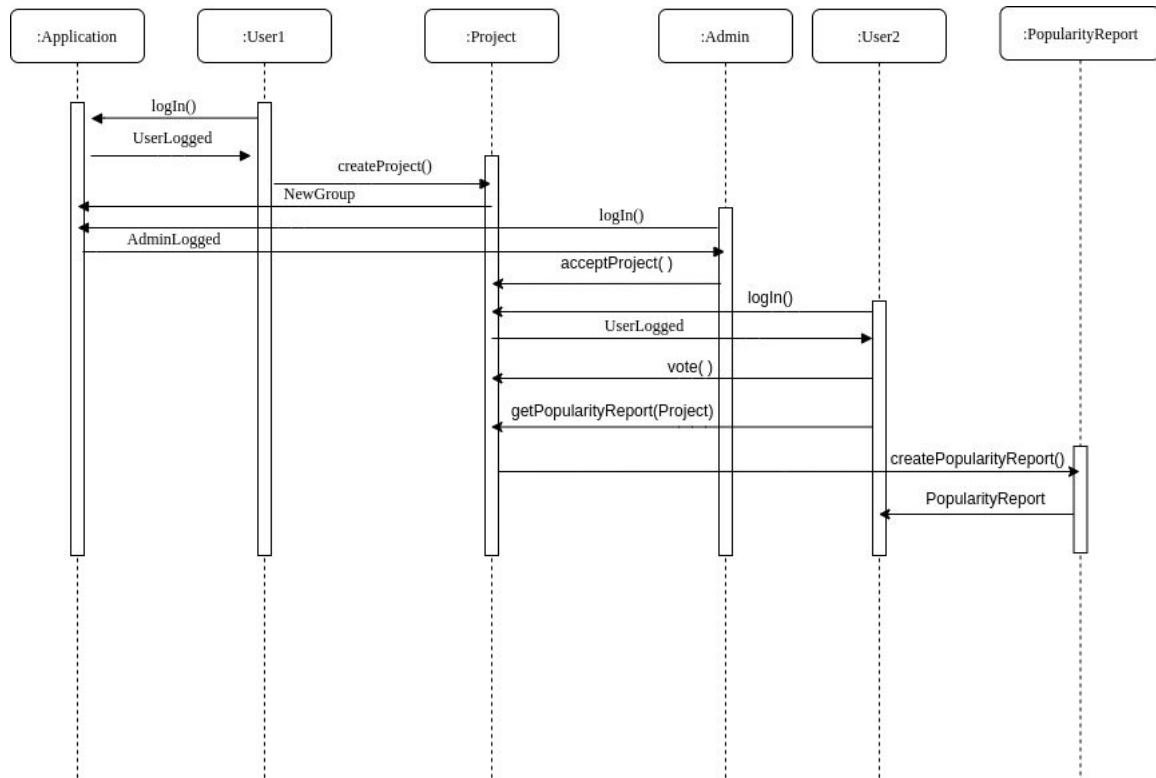 :Application
:User1
:Project
:Admin
:User2
:PopularityReport
logIn()
UserLogged
createProject()
NewGroup
logIn()
AdminLogged
acceptProject( )
logIn()
UserLogged
vote( )
getPopularityReport(Project)
createPopularityReport()
PopularityReport